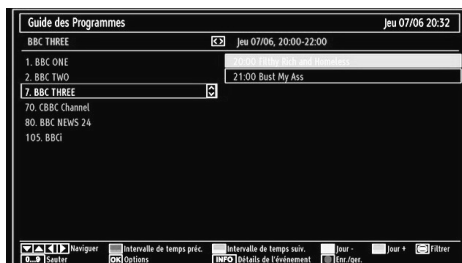 Guide des Programmes Jeu 07/06 20:32
BBC THREE Jeu 07/06, 20:00-22:00
1. BBC ONE 20:00 Filthy Rich and Homeless
2. BBC TWO 21:00 Bust My Ass
7. BBC THREE
70. CBBC Channel
80. BBC NEWS 24
105. BBCi
Naviguer Intervalle de temps préc. Intervalle de temps suiv. Jour - Jour + Filtrer
0...9 Sauter OK Options INFO Détails de l'événement Enr./qer.